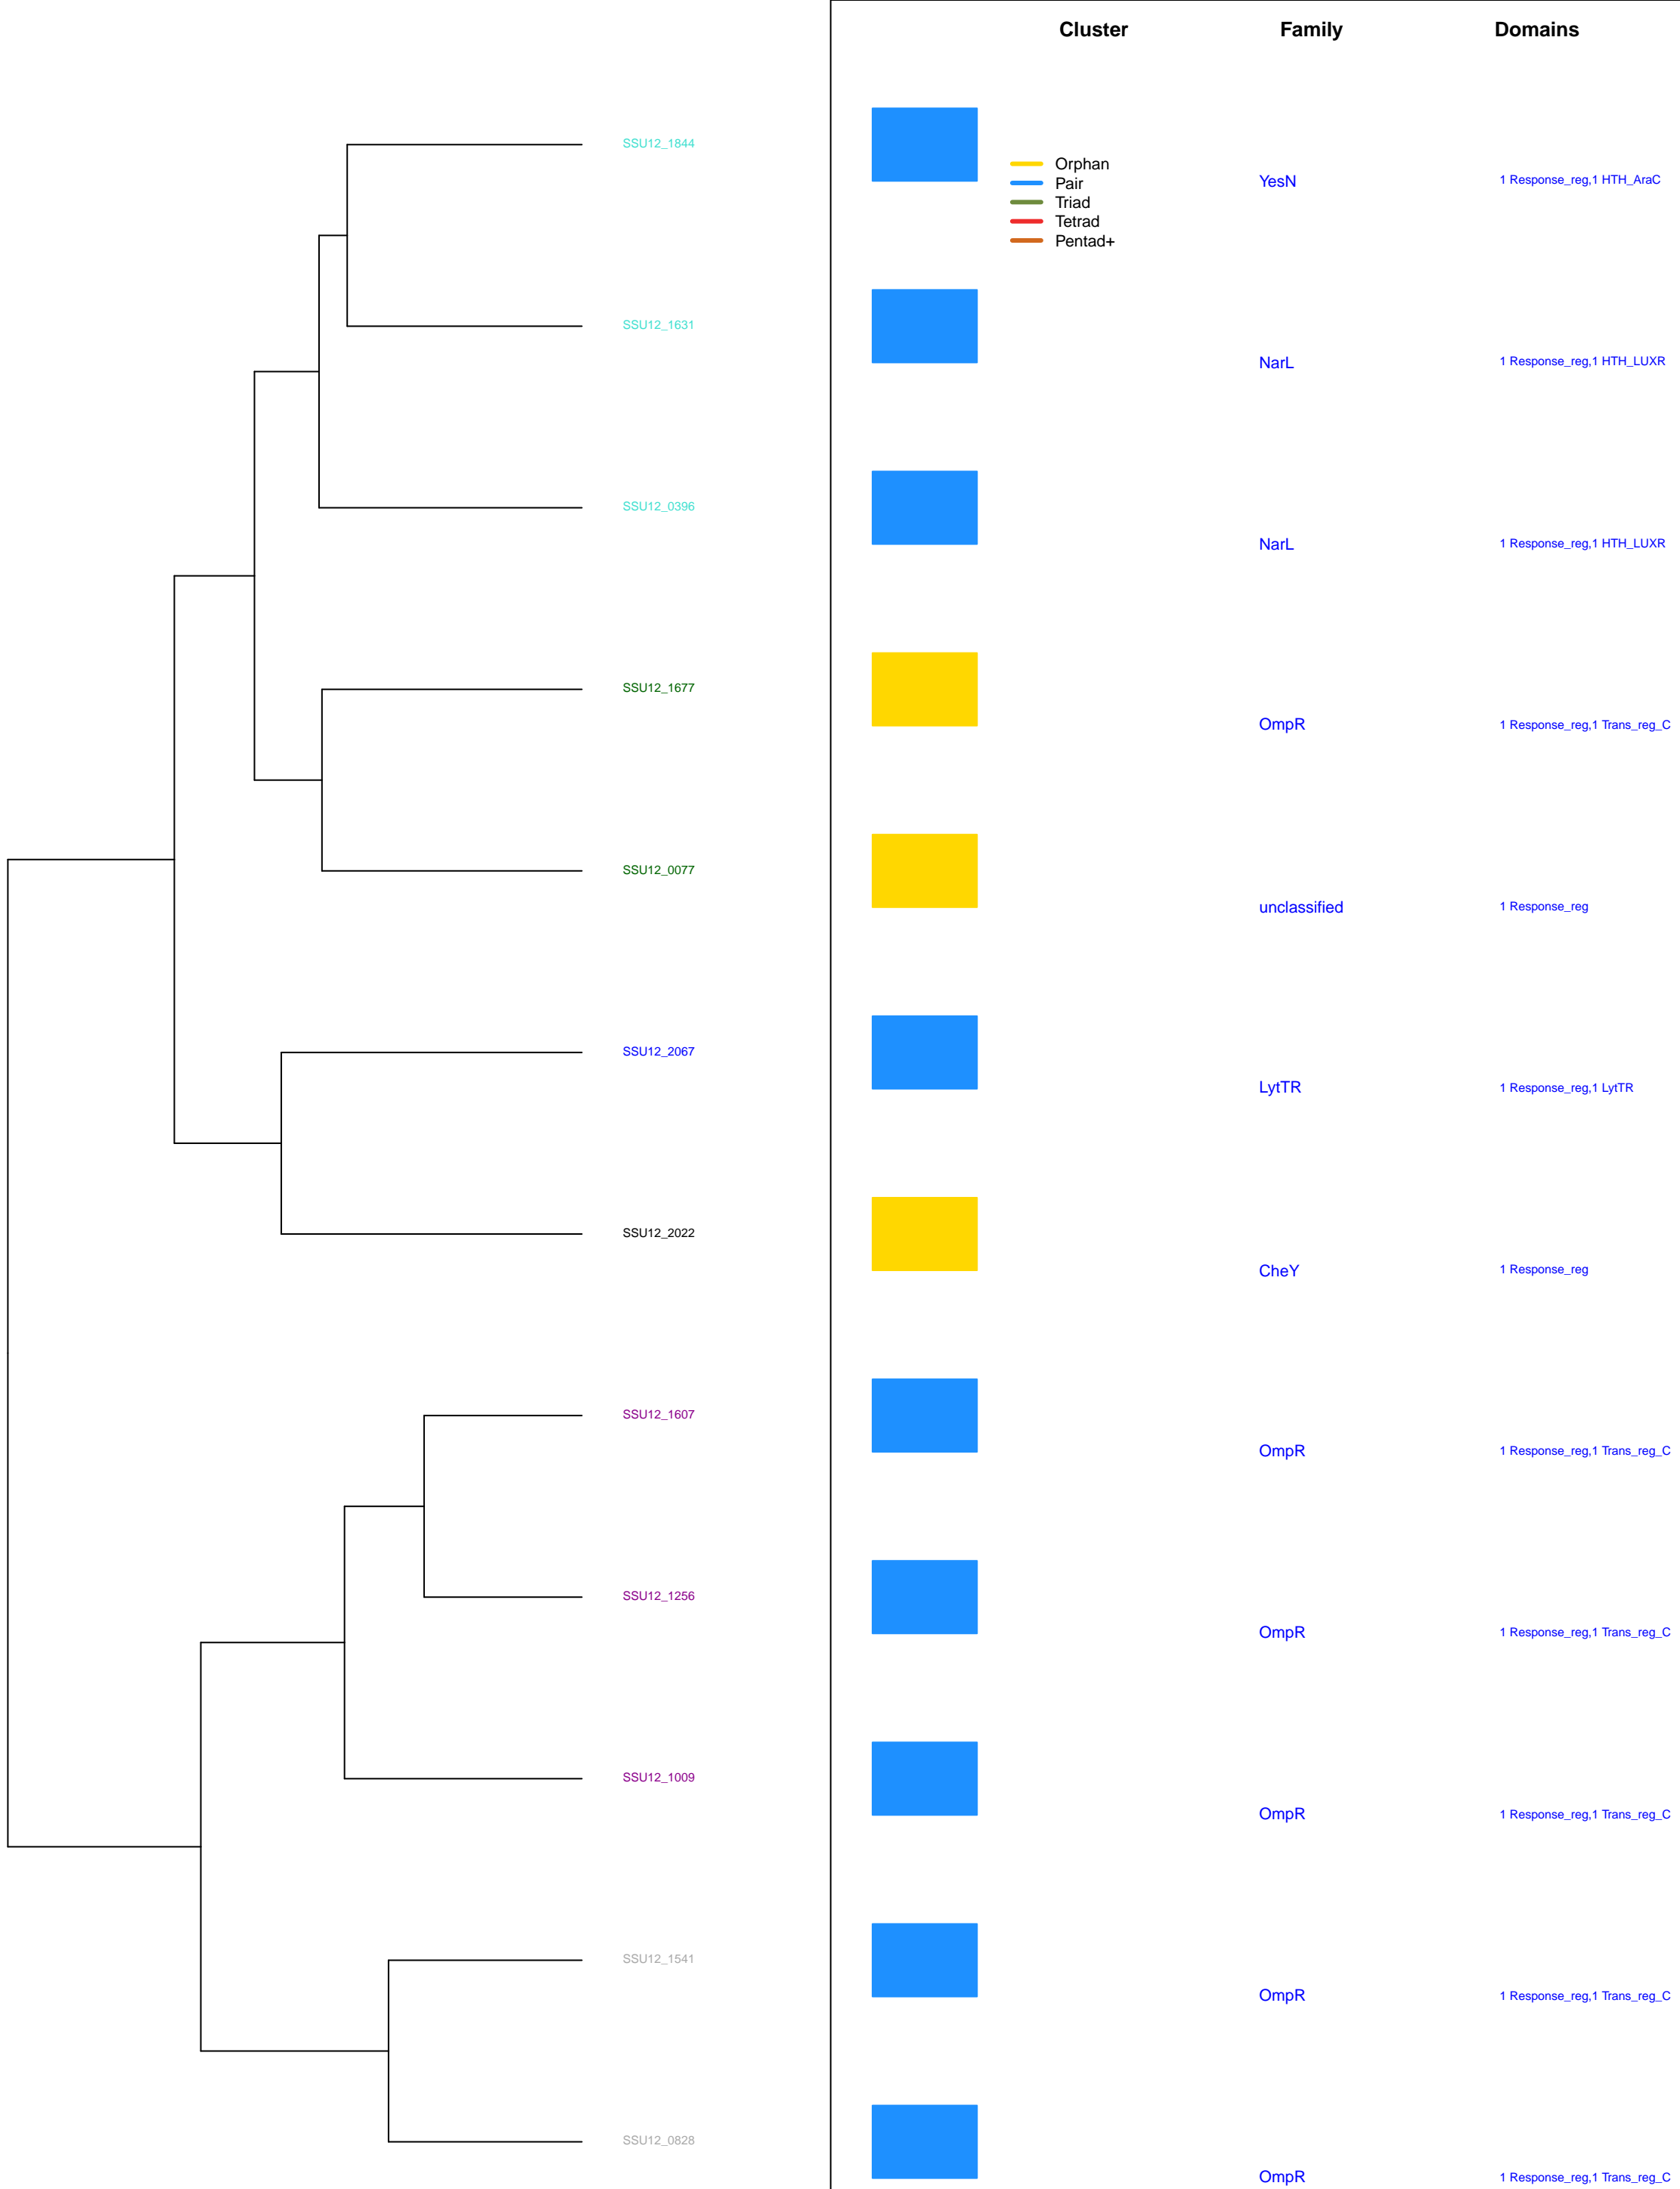 Cluster Family Domains
SSU12_1844
Orphan
Pair
Triad
Tetrad
Pentad+
YesN 1 Response_reg,1 HTH_AraC
SSU12_1631
NarL 1 Response_reg,1 HTH_LUXR
SSU12_0396
NarL 1 Response_reg,1 HTH_LUXR
SSU12_1677
OmpR 1 Response_reg,1 Trans_reg_C
SSU12_0077
unclassified 1 Response_reg
SSU12_2067
LytTR 1 Response_reg,1 LytTR
SSU12_2022
CheY 1 Response_reg
SSU12_1607
OmpR 1 Response_reg,1 Trans_reg_C
SSU12_1256
OmpR 1 Response_reg,1 Trans_reg_C
SSU12_1009
OmpR 1 Response_reg,1 Trans_reg_C
SSU12_1541
OmpR 1 Response_reg,1 Trans_reg_C
SSU12_0828
OmpR 1 Response_reg,1 Trans_reg_C